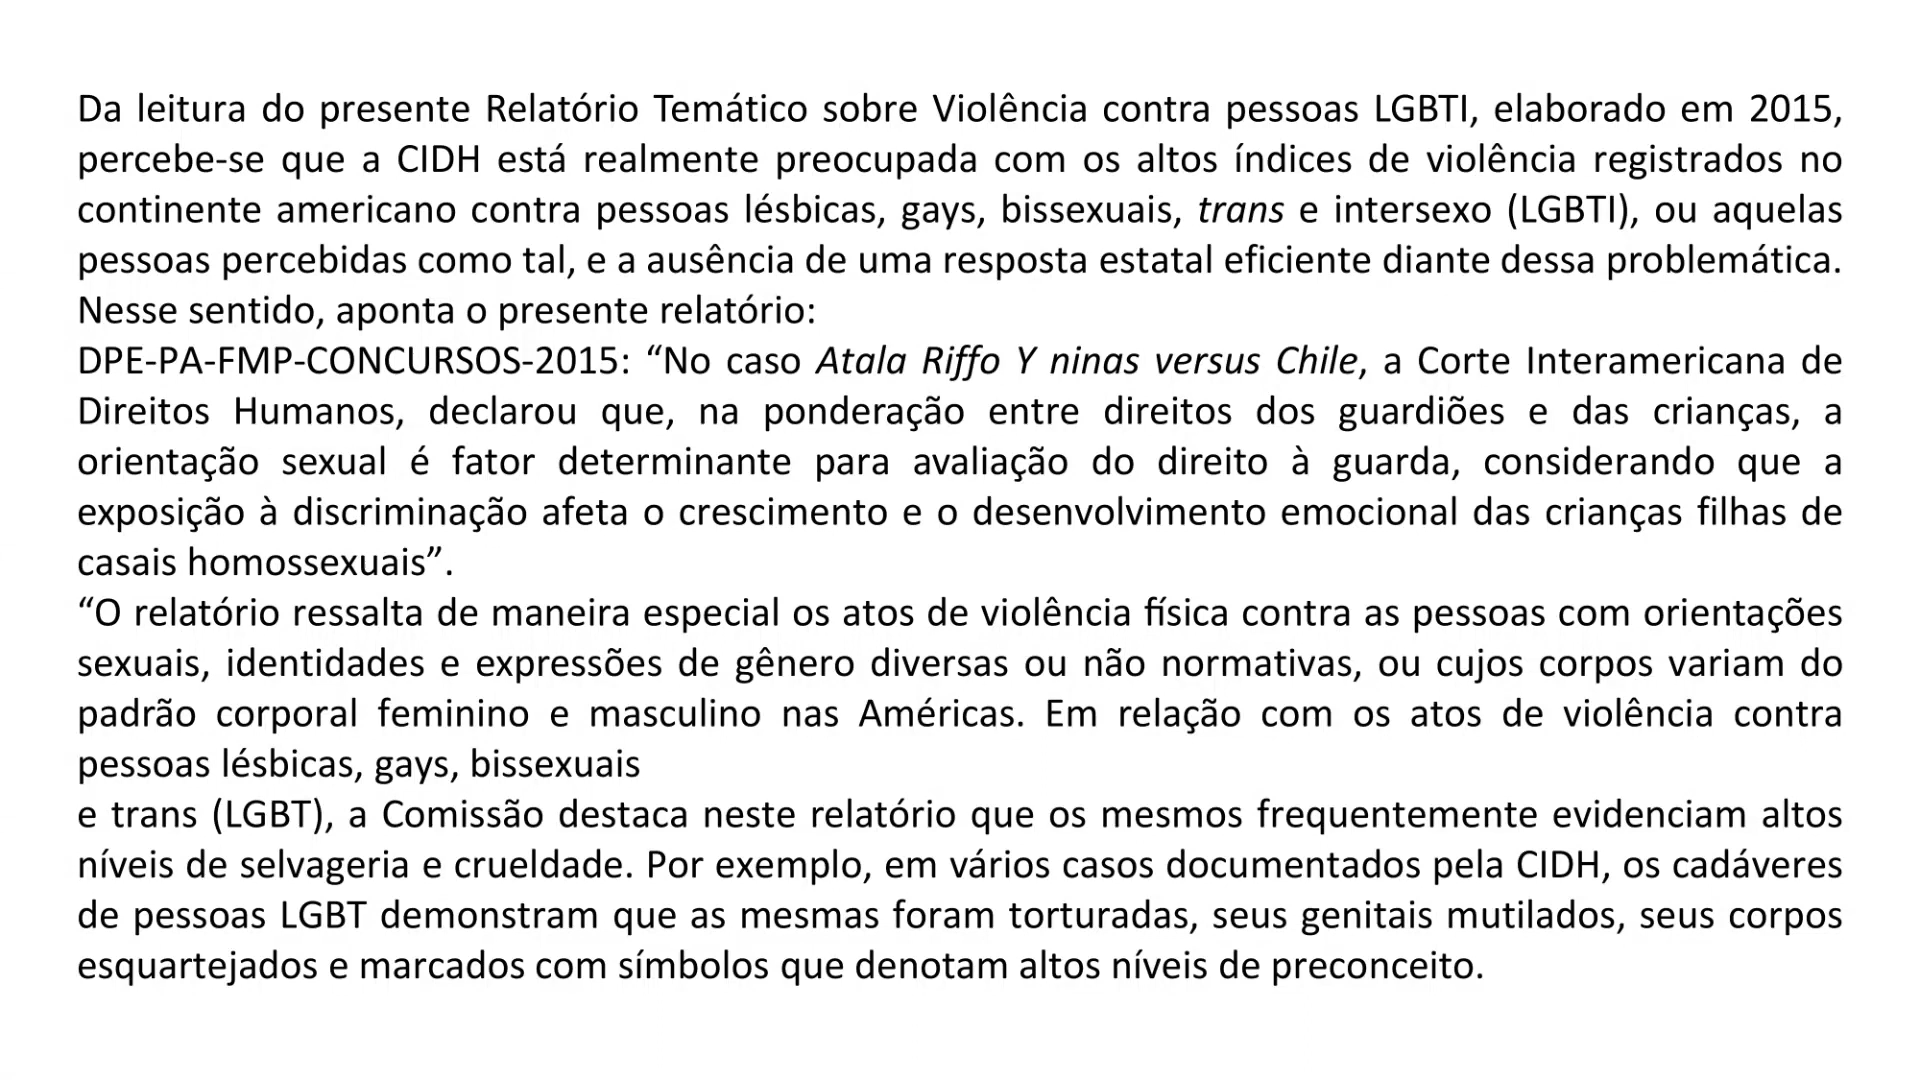 Da leitura do presente Relatório Temático sobre Violência contra pessoas LGBTI, elaborado em 2015,
percebe-se que a CIDH está realmente preocupada com os altos índices de violência registrados no
continente americano contra pessoas lésbicas, gays, bissexuais, trans e intersexo (LGBTI), ou aquelas
pessoas percebidas como tal, e a ausência de uma resposta estatal eficiente diante dessa problemática.
Nesse sentido, aponta o presente relatório:
DPE-PA-FMP-CONCURSOS-2015: “No caso Atala Riffo Y ninas versus Chile, a Corte Interamericana de
Direitos Humanos, declarou que, na ponderação entre direitos dos guardiões e das crianças, a
orientação sexual é fator determinante para avaliação do direito à guarda, considerando que a
exposição à discriminação afeta o crescimento e o desenvolvimento emocional das crianças filhas de
casais homossexuais”.
“O relatório ressalta de maneira especial os atos de violência física contra as pessoas com orientações
sexuais, identidades e expressões de gênero diversas ou não normativas, ou cujos corpos variam do
padrão corporal feminino e masculino nas Américas. Em relação com os atos de violência contra
pessoas lésbicas, gays, bissexuais
e trans (LGBT), a Comissão destaca neste relatório que os mesmos frequentemente evidenciam altos
níveis de selvageria e crueldade. Por exemplo, em vários casos documentados pela CIDH, os cadáveres
de pessoas LGBT demonstram que as mesmas foram torturadas, seus genitais mutilados, seus corpos
esquartejados e marcados com símbolos que denotam altos níveis de preconceito.